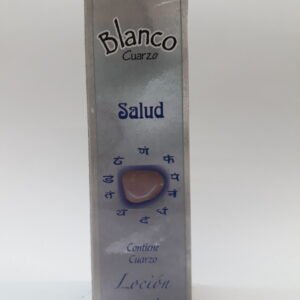 Blanco
Cuarzo
Salud
ढं णं फं
डं पं
तं नं
थं दं धं
Contiene
Cuarzo
Loción